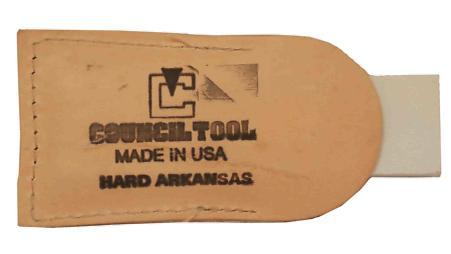 COUNCIL TOOL
MADE IN USA
HARD ARKANSAS